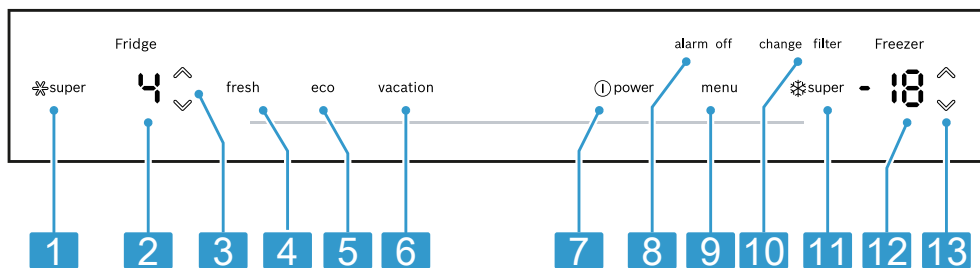 Fridge
alarm off
change filter
Freezer
super
4
fresh
eco
vacation
power
menu
super
-18
1
2
3
4
5
6
7
8
9
10
11
12
13